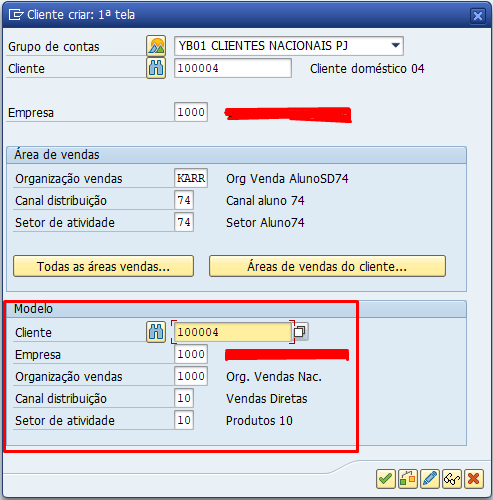 Cliente criar: 1ª tela
Grupo de contas YB01 CLIENTES NACIONAIS PJ
Cliente 100004 Cliente doméstico 04
Empresa 1000
Área de vendas
Organização vendas KARR Org Venda AlunoSD74
Canal distribuição 74 Canal aluno 74
Setor de atividade 74 Setor Aluno74
Todas as áreas vendas... Áreas de vendas do cliente...
Modelo
Cliente 100004
Empresa 1000
Organização vendas 1000 Org. Vendas Nac.
Canal distribuição 10 Vendas Diretas
Setor de atividade 10 Produtos 10